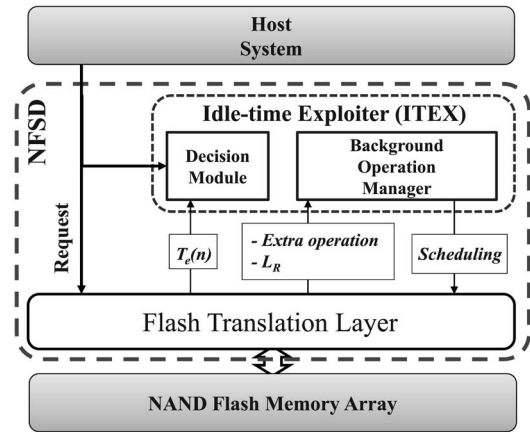 Host
System
NFSD
Idle-time Exploiter (ITEX)
Decision
Module
Background
Operation
Manager
Request
Te(n)
- Extra operation
- LR
Scheduling
Flash Translation Layer
NAND Flash Memory Array